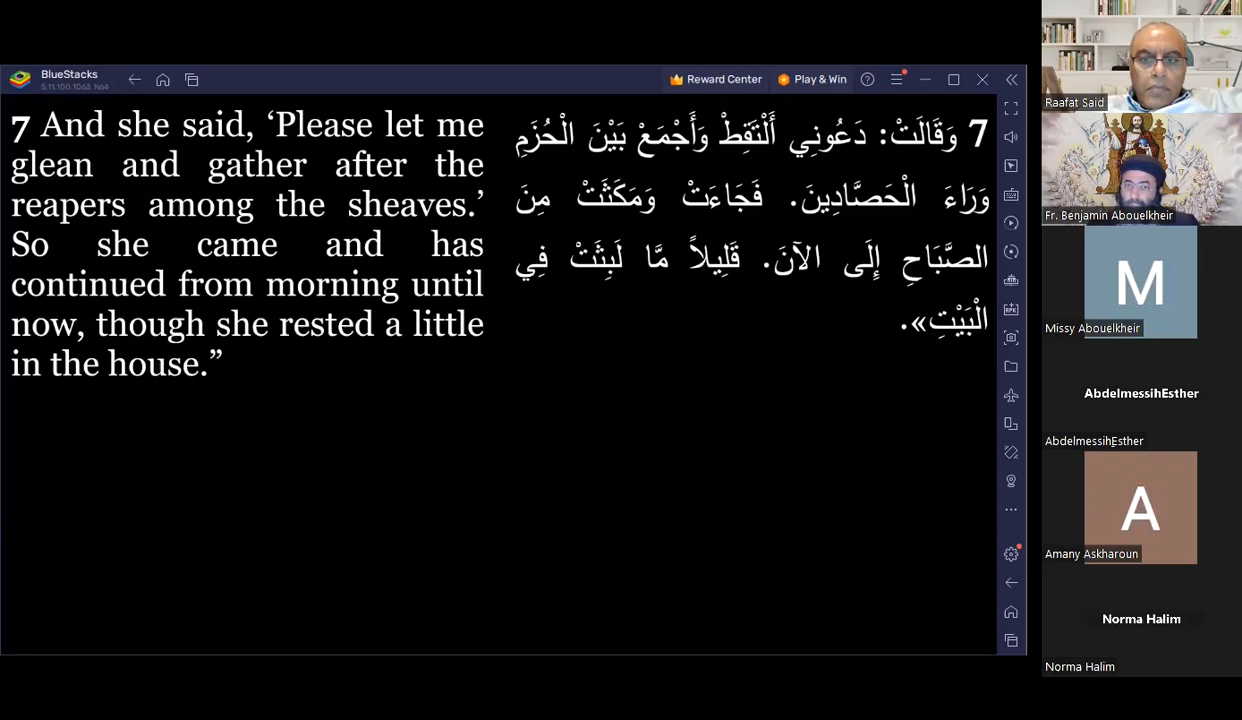 BlueStacks
5.11.100.1063 N64
Reward Center
Play & Win
7 And she said, ‘Please let me
glean and gather after the
reapers among the sheaves.’
So she came and has
continued from morning until
now, though she rested a little
in the house.”
7 وَقَالَتْ: دَعُونِي أَلْتَقِطْ وَأَجْمَعْ بَيْنَ الْحُزَمِ
وَرَاءَ الْحَصَّادِينَ. فَجَاءَتْ وَمَكَثَتْ مِنَ
الصَّبَاحِ إِلَى الآنَ. قَلِيلاً مَّا لَبِثَتْ فِي
الْبَيْتِ».
Raafat Said
Fr. Benjamin Abouelkheir
M
Missy Abouelkheir
AbdelmessihEsther
AbdelmessihEsther
A
Amany Askharoun
Norma Halim
Norma Halim